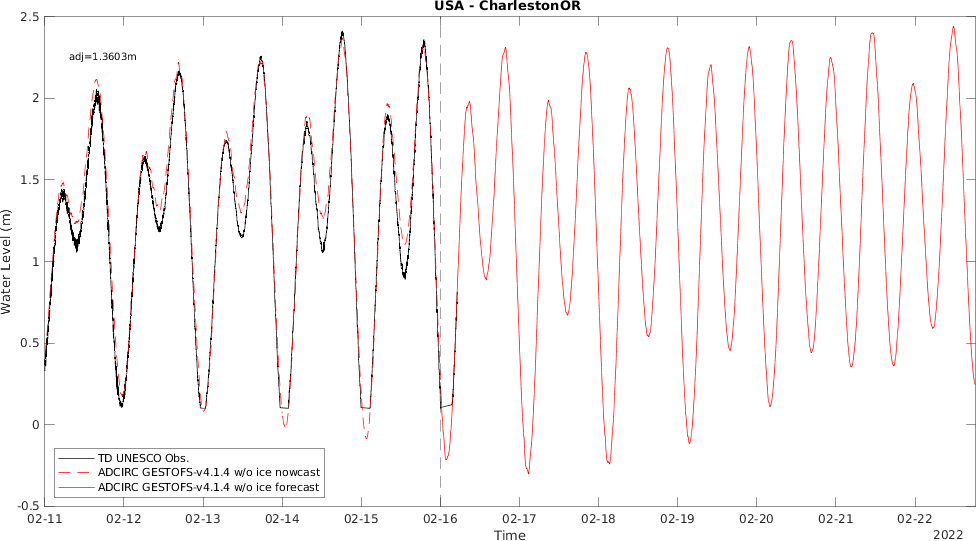 USA - CharlestonOR
2.5
adj=1.3603m
2
1.5
1
0.5
0
-0.5
Water Level (m)
TD UNESCO Obs.
ADCIRC GESTOFS-v4.1.4 w/o ice nowcast
ADCIRC GESTOFS-v4.1.4 w/o ice forecast
02-11 02-12 02-13 02-14 02-15 02-16 02-17 02-18 02-19 02-20 02-21 02-22
Time
2022